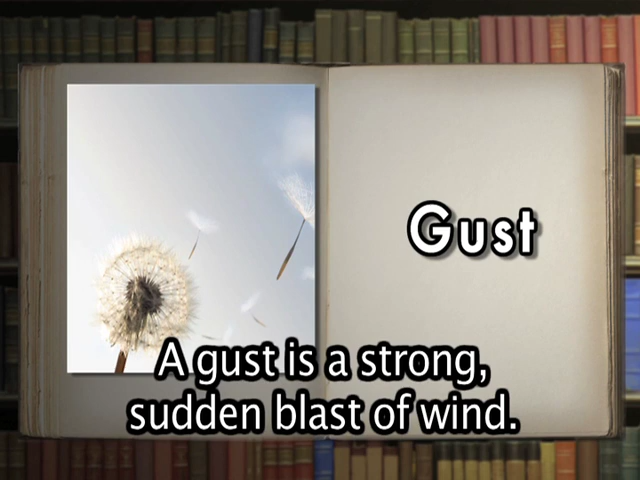 Gust
A gust is a strong,
sudden blast of wind.